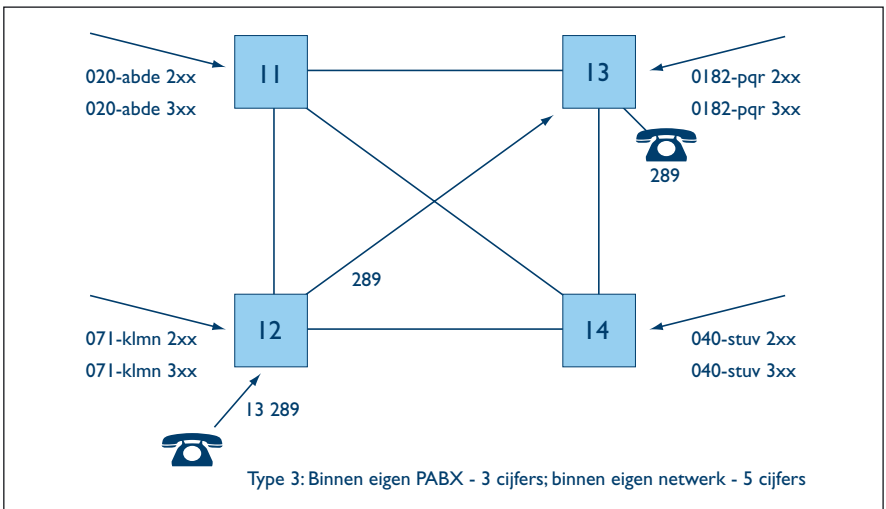 11
13
020-abde 2xx
020-abde 3xx
0182-pqr 2xx
0182-pqr 3xx
289
289
12
14
071-klmn 2xx
071-klmn 3xx
040-stuv 2xx
040-stuv 3xx
13 289
Type 3: Binnen eigen PABX - 3 cijfers; binnen eigen netwerk - 5 cijfers